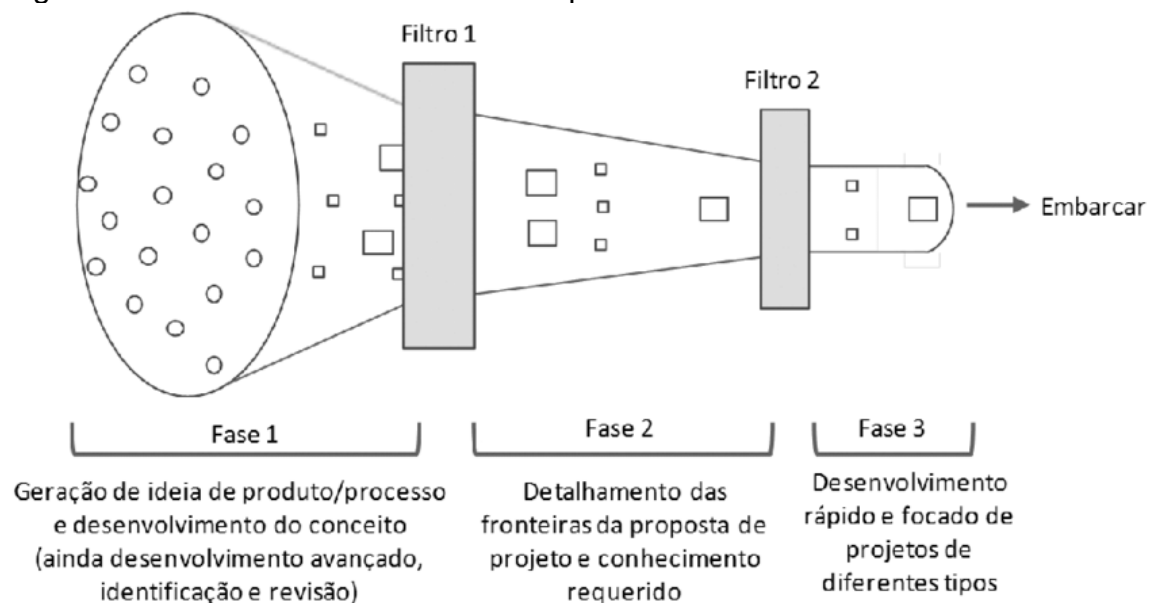 Filtro 1
Filtro 2
Embarcar
Fase 1
Fase 2
Fase 3
Geração de ideia de produto/processo
e desenvolvimento do conceito
(ainda desenvolvimento avançado,
identificação e revisão)
Detalhamento das
fronteiras da proposta de
projeto e conhecimento
requerido
Desenvolvimento
rápido e focado de
projetos de
diferentes tipos